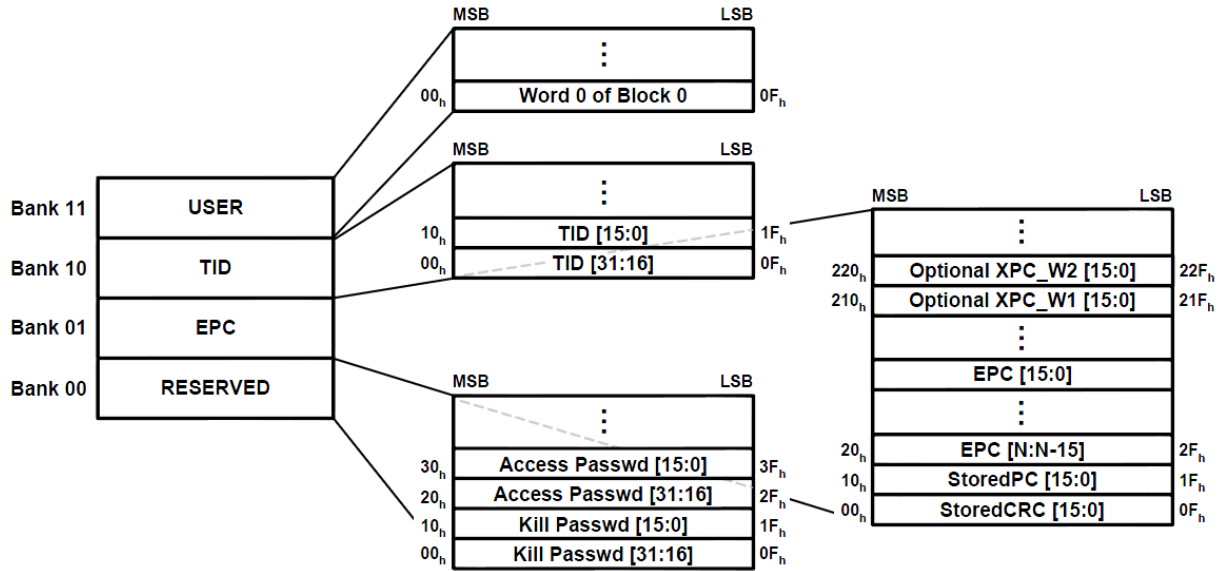 MSB LSB
⋮
00h Word 0 of Block 0 0Fh
MSB LSB
⋮
10h TID [15:0] 1Fh
00h TID [31:16] 0Fh
Bank 11 USER
Bank 10 TID
Bank 01 EPC
Bank 00 RESERVED
MSB LSB
⋮
30h Access Passwd [15:0] 3Fh
20h Access Passwd [31:16] 2Fh
10h Kill Passwd [15:0] 1Fh
00h Kill Passwd [31:16] 0Fh
MSB LSB
⋮
220h Optional XPC_W2 [15:0] 22Fh
210h Optional XPC_W1 [15:0] 21Fh
⋮
EPC [15:0]
⋮
20h EPC [N:N-15] 2Fh
10h StoredPC [15:0] 1Fh
00h StoredCRC [15:0] 0Fh